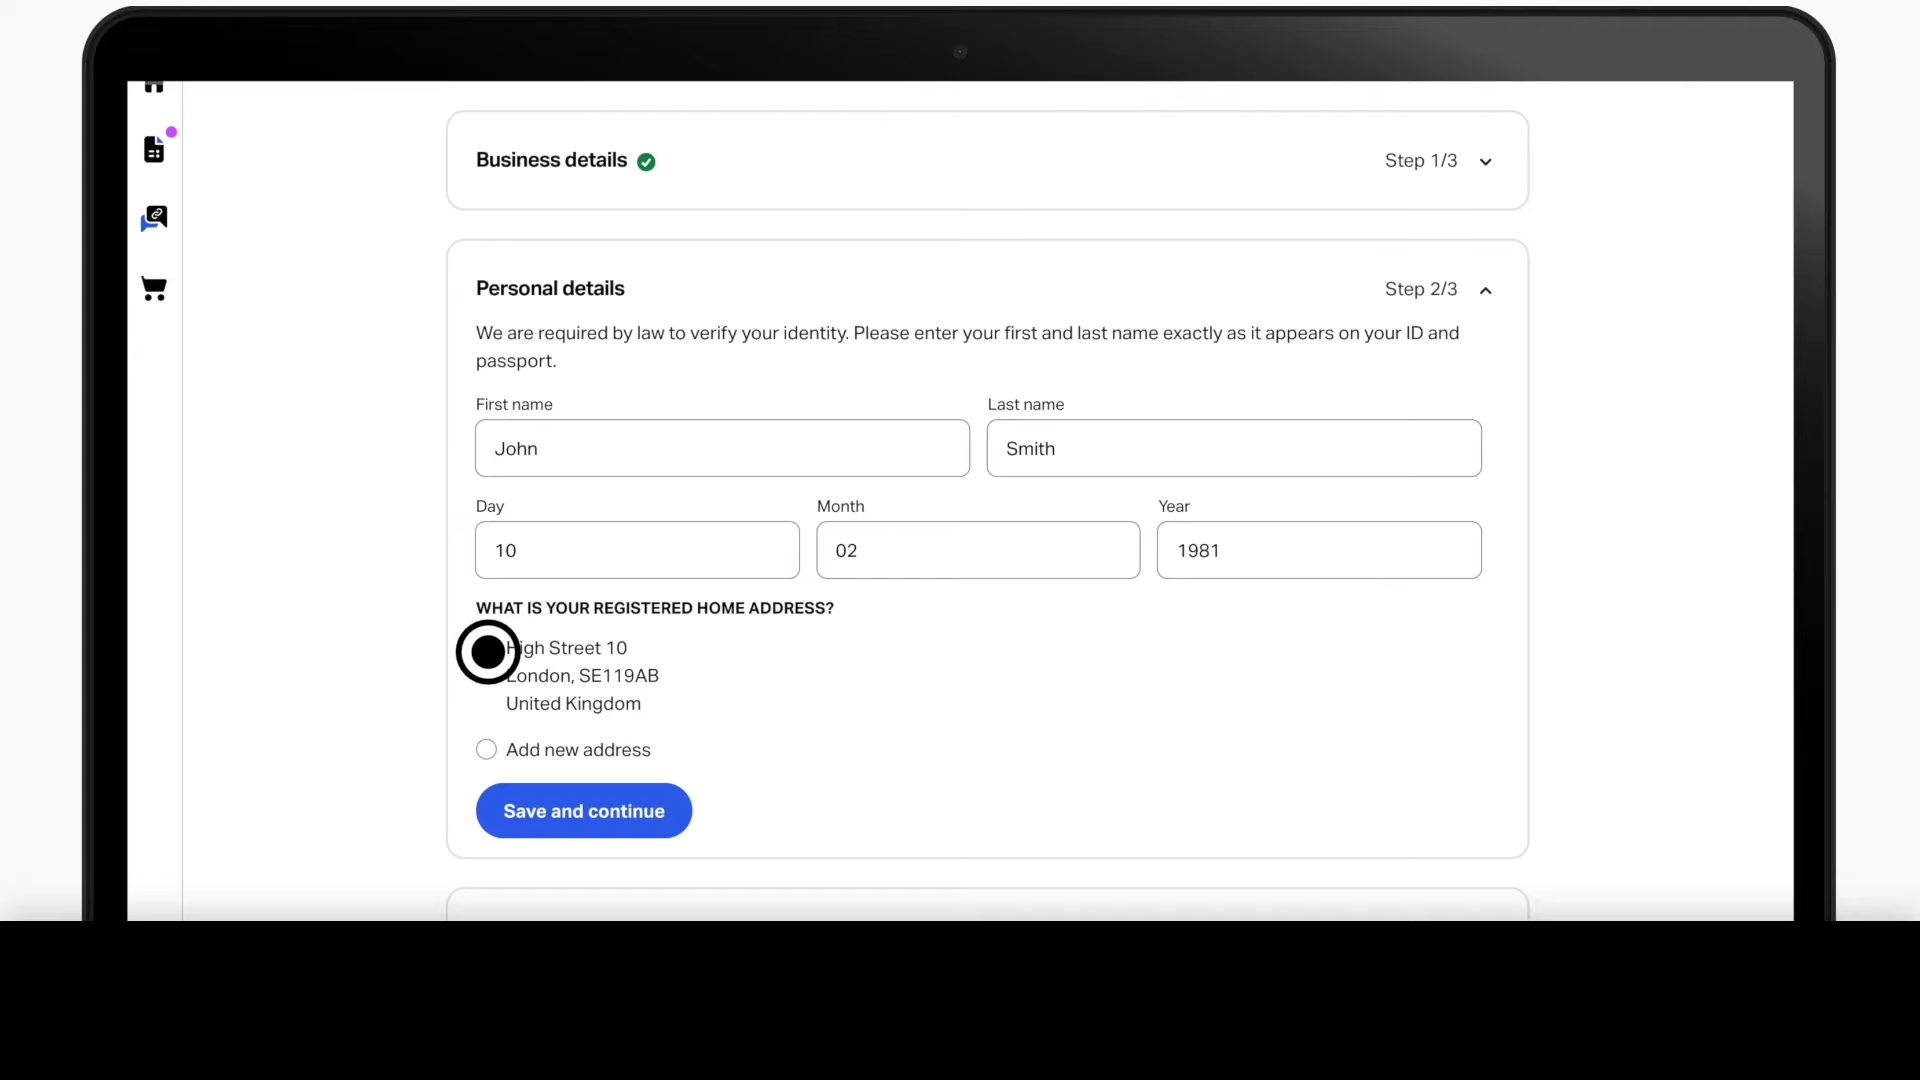 Business details
Step 1/3
Personal details
Step 2/3
We are required by law to verify your identity. Please enter your first and last name exactly as it appears on your ID and
passport.
First name
Last name
John
Smith
Day
Month
Year
10
02
1981
WHAT IS YOUR REGISTERED HOME ADDRESS?
High Street 10
London, SE119AB
United Kingdom
Add new address
Save and continue